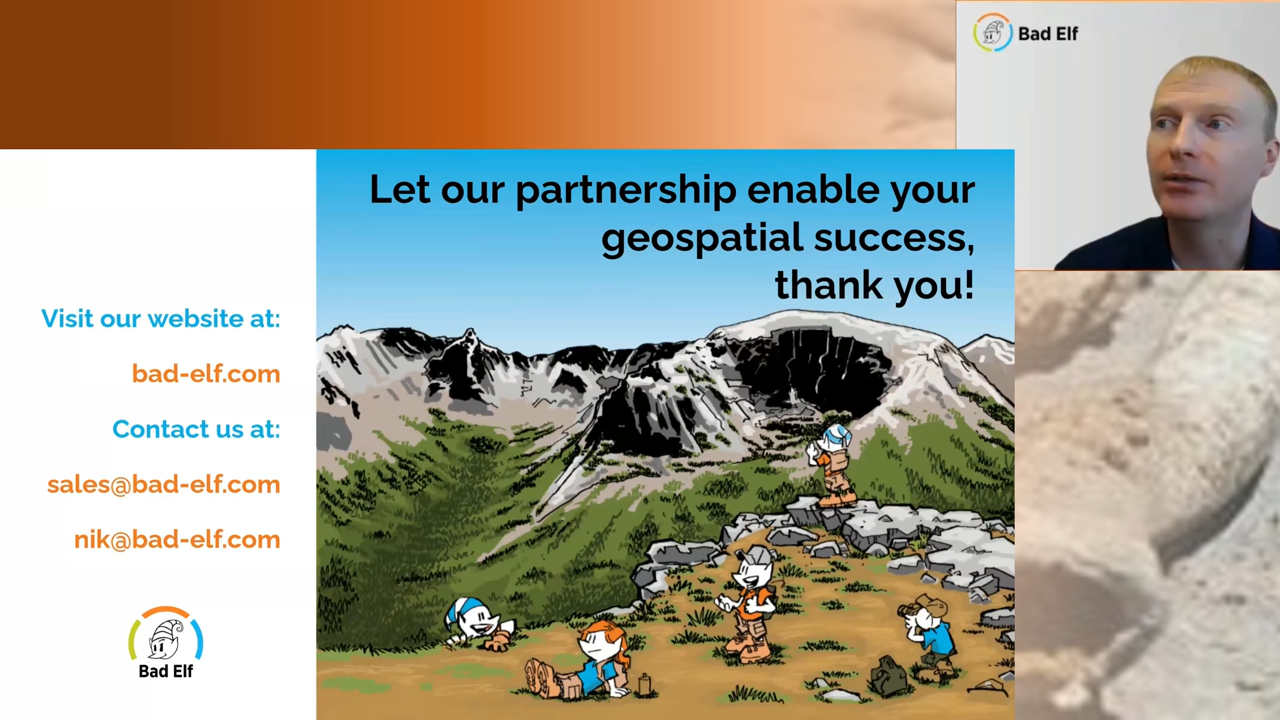 Bad Elf
Let our partnership enable your
geospatial success,
thank you!
Visit our website at:
bad-elf.com
Contact us at:
sales@bad-elf.com
nik@bad-elf.com
Bad Elf